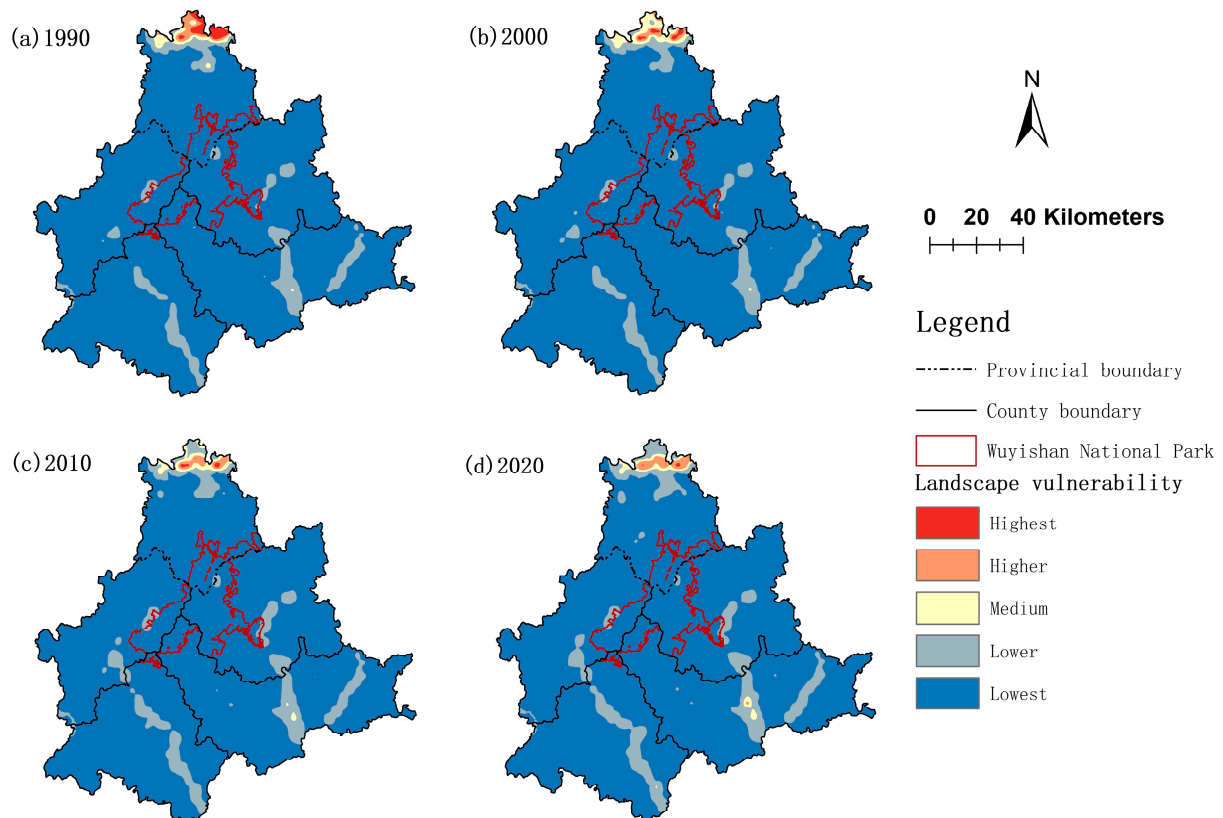 (a)1990
(b)2000
N
0 20 40 Kilometers
Legend
Provincial boundary
County boundary
(c)2010
(d)2020
Wuyishan National Park
Landscape vulnerability
Highest
Higher
Medium
Lower
Lowest